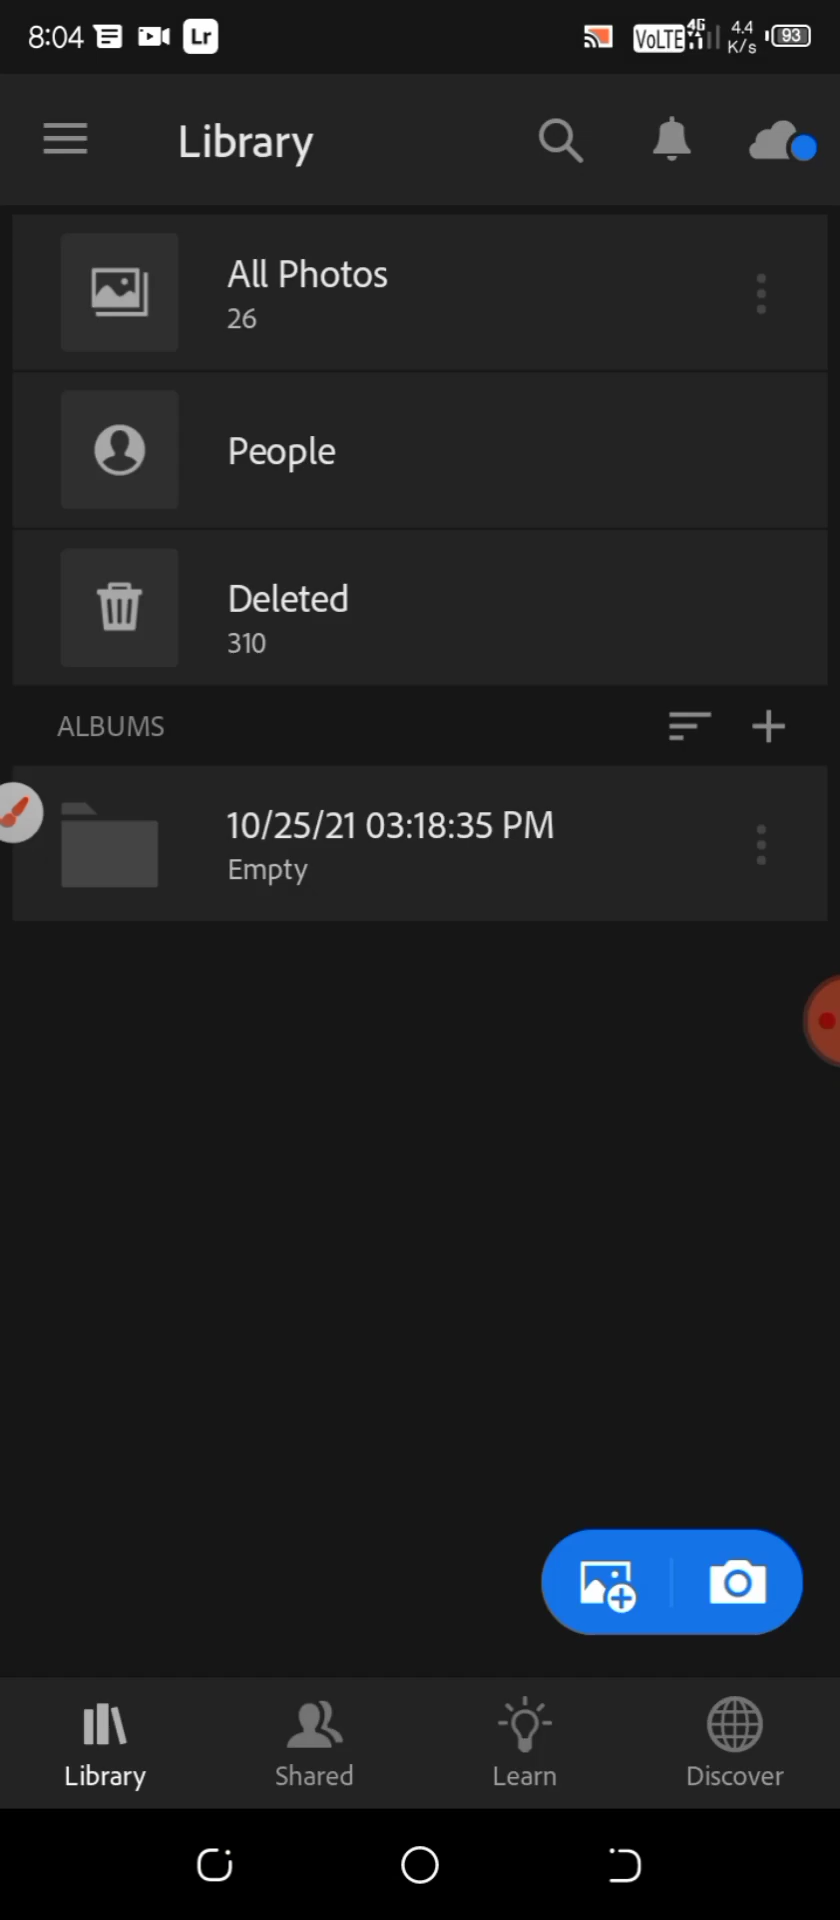 8:04 Lr VoLTE 4G 4.4 K/s 93
Library
All Photos
26
People
Deleted
310
ALBUMS
10/25/21 03:18:35 PM
Empty
Library Shared Learn Discover